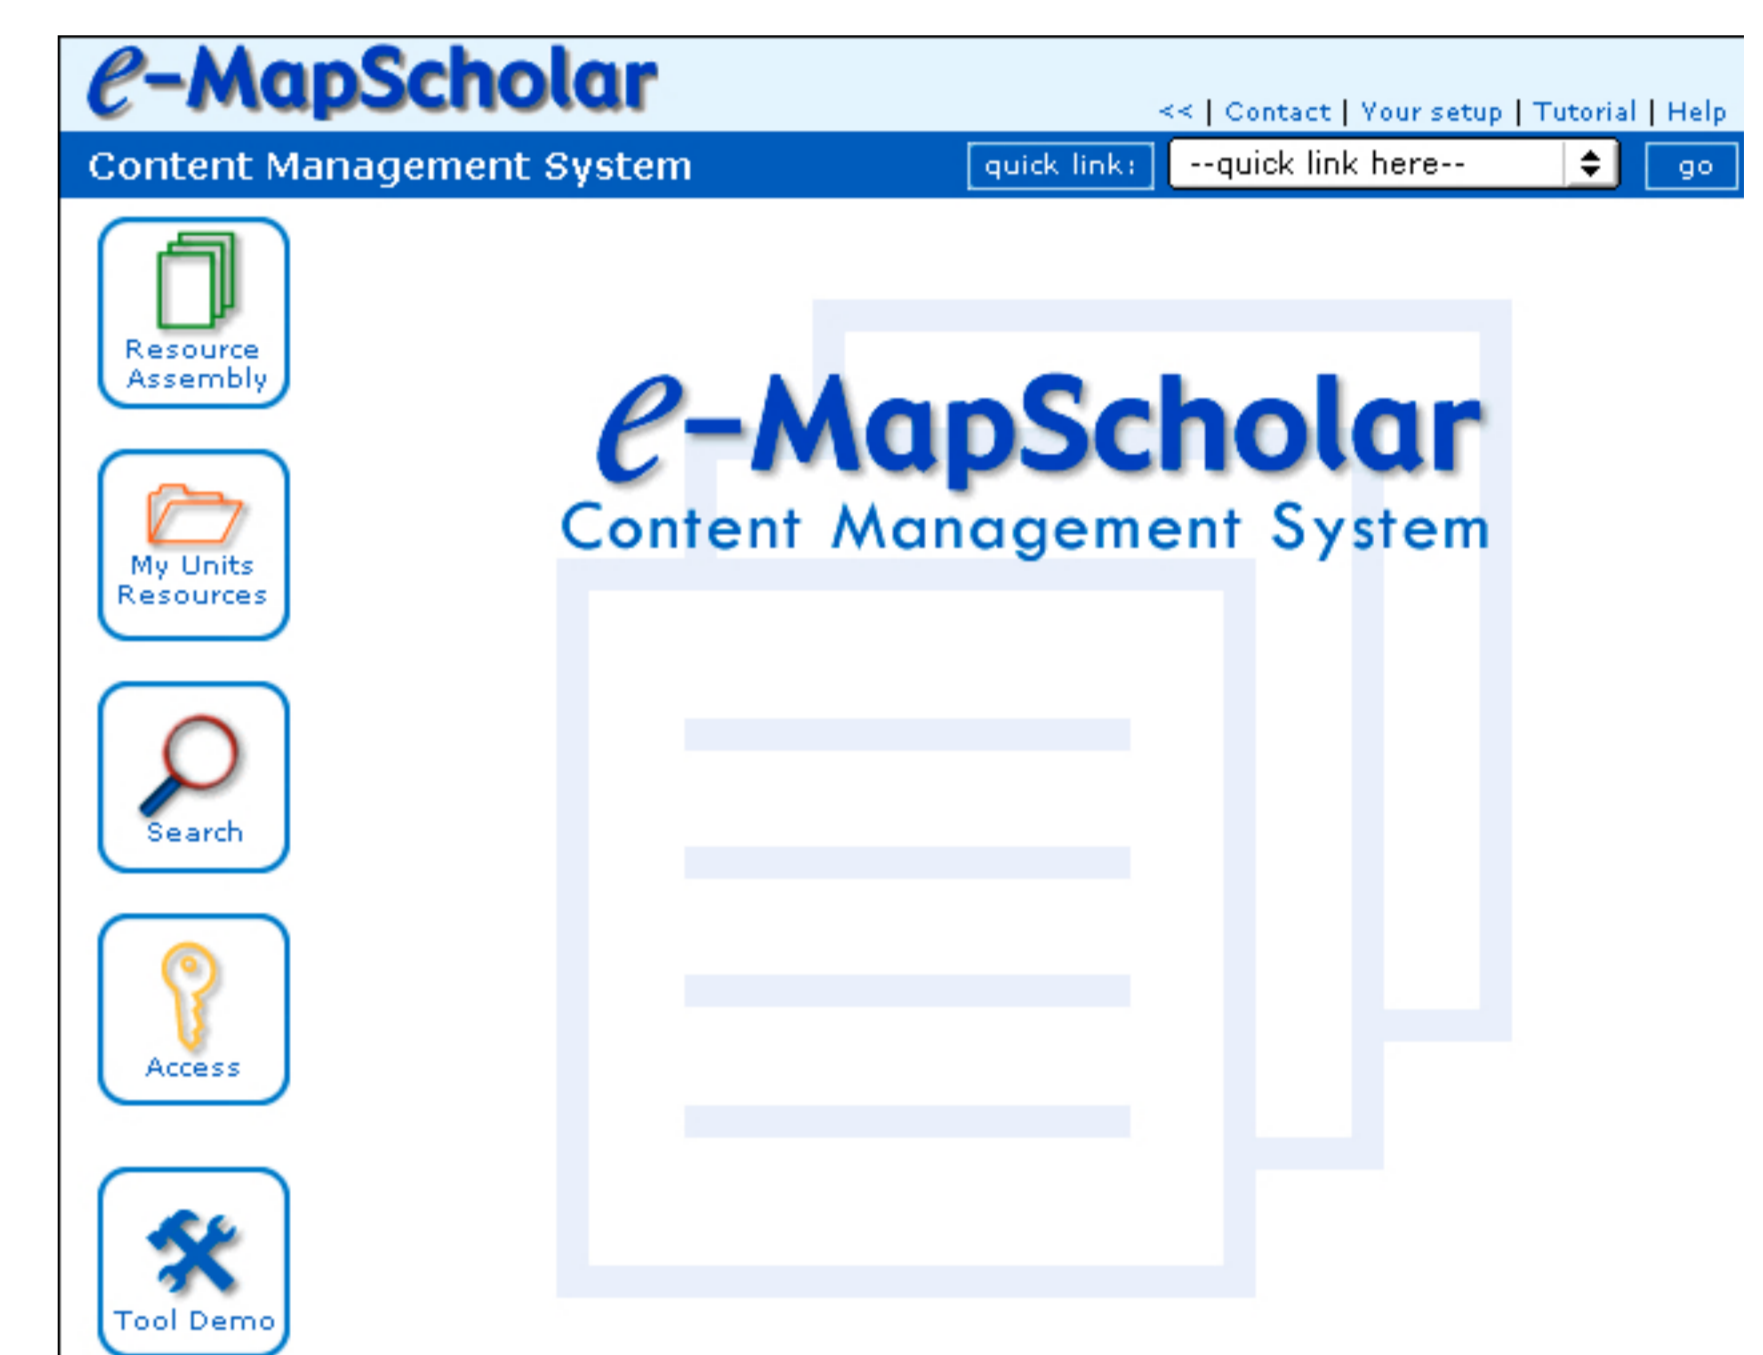 e-MapScholar
<< | Contact | Your setup | Tutorial | Help
Content Management System
quick link: --quick link here-- go
Resource
Assembly
My Units
Resources
Search
Access
Tool Demo
e-MapScholar
Content Management System